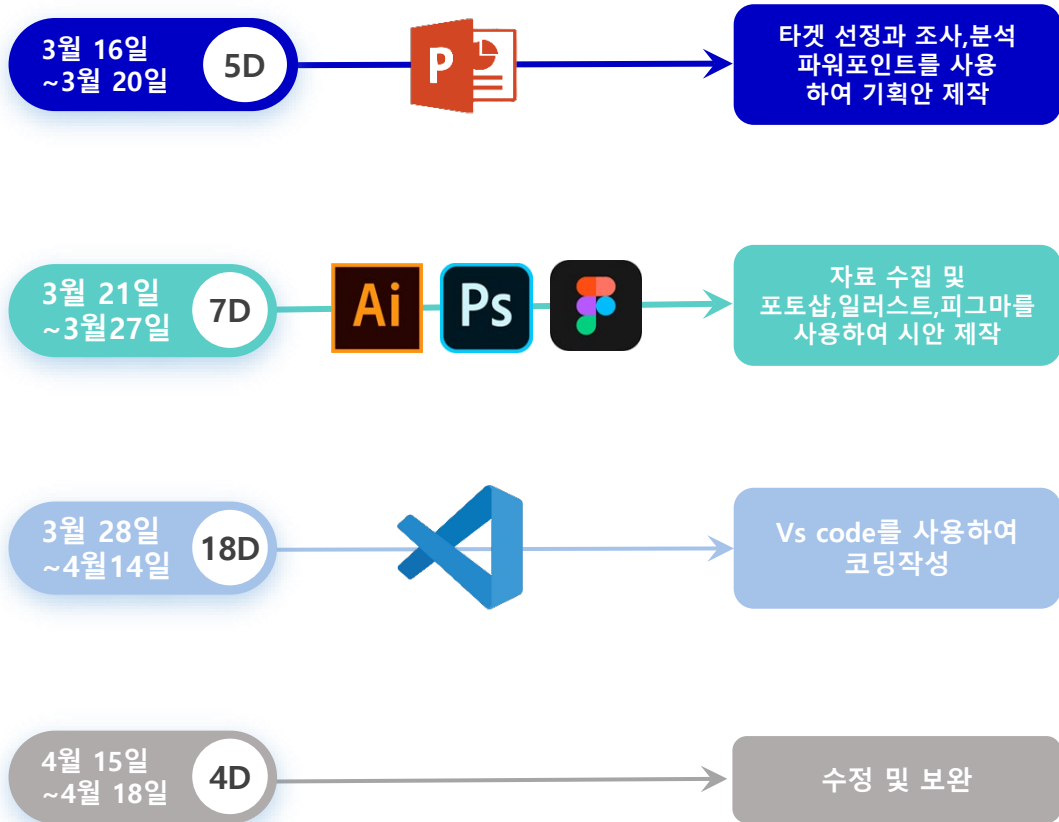 3월 16일
~3월 20일
5D
P
타겟 선정과 조사,분석
파워포인트를 사용
하여 기획안 제작
3월 21일
~3월27일
7D
Ai
Ps
자료 수집 및
포토샵,일러스트,피그마를
사용하여 시안 제작
3월 28일
~4월14일
18D
Vs code를 사용하여
코딩작성
4월 15일
~4월 18일
4D
수정 및 보완